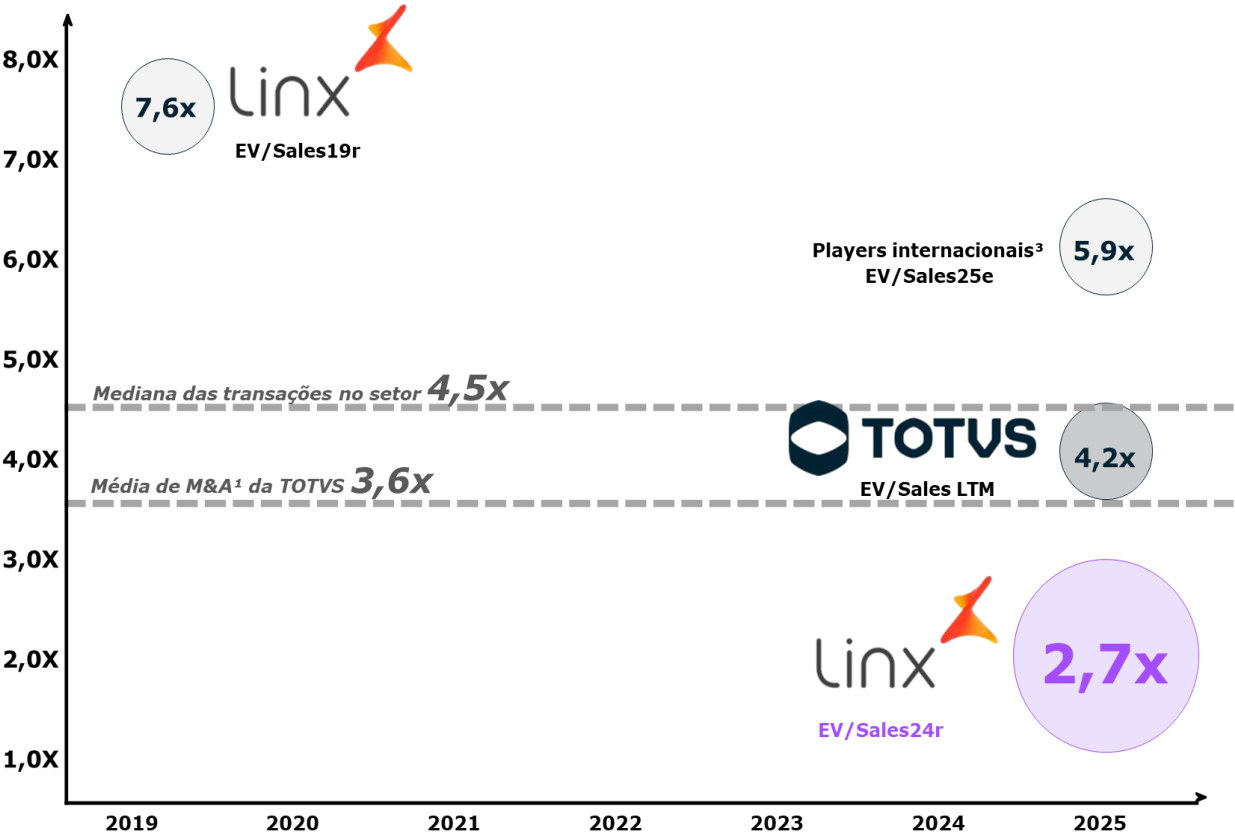 8,0X
7,6x
linx
EV/Sales19r
7,0X
Players internacionais³
EV/Sales25e
5,9x
6,0X
5,0X
Mediana das transações no setor 4,5x
TOTVS
4,2x
EV/Sales LTM
4,0X
Média de M&A¹ da TOTVS 3,6x
3,0X
linx
2,7x
EV/Sales24r
2,0X
1,0X
2019 2020 2021 2022 2023 2024 2025